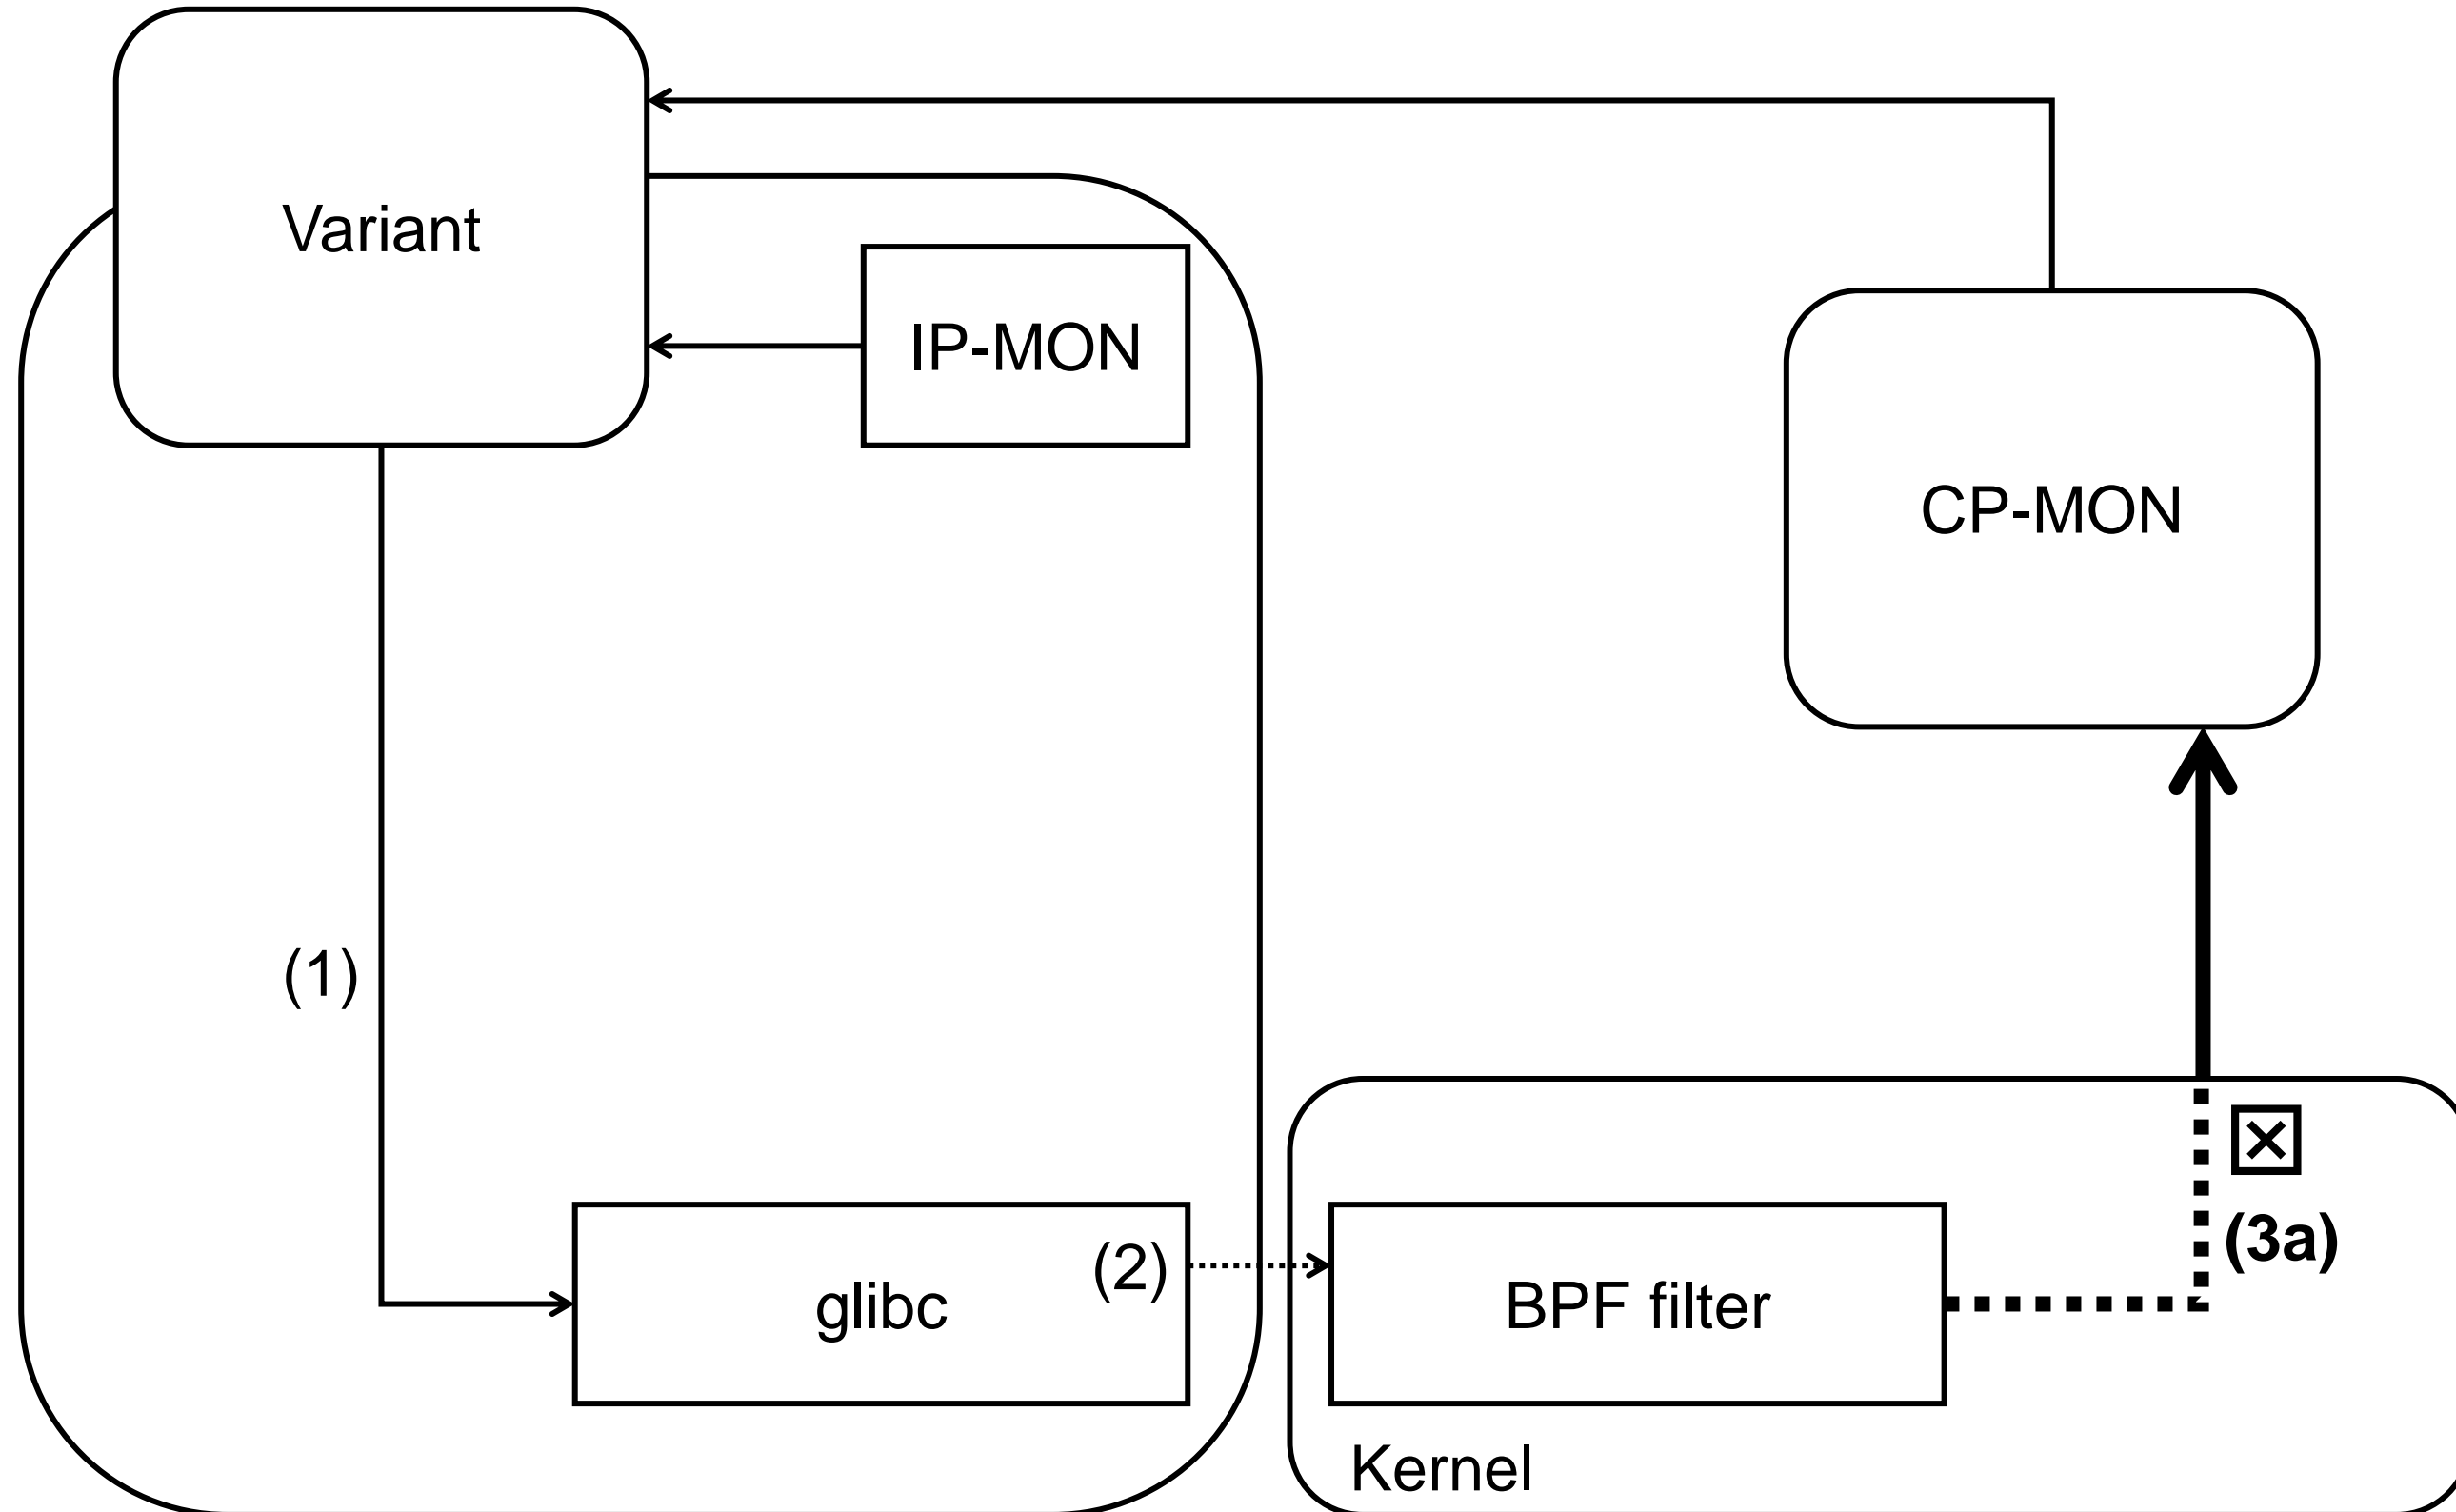 Variant
IP-MON
CP-MON
(1)
☒
(3a)
(2)
glibc
BPF filter
Kernel